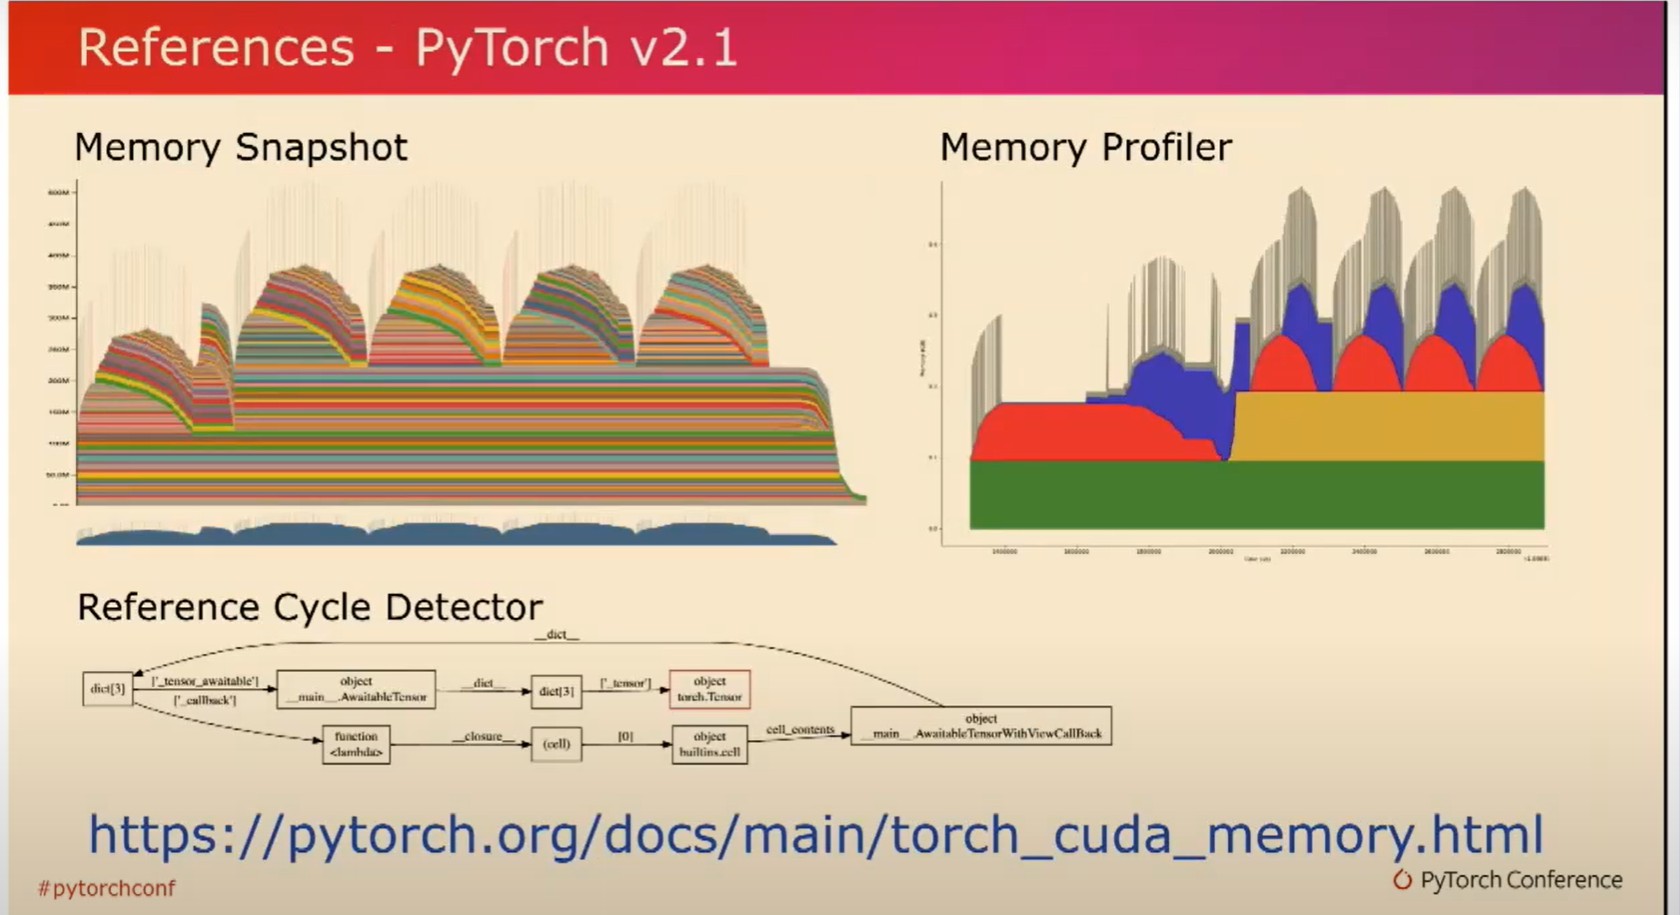 References - PyTorch v2.1
Memory Snapshot
Memory Profiler
Reference Cycle Detector
__dict__
dict[3]
['_tensor_awaitable']
['_callback']
object
__main__.AwaitableTensor
__dict__
dict[3]
['_tensor']
object
torch.Tensor
function
<lambda>
__closure__
(cell)
[0]
object
builtins.cell
cell_contents
object
__main__.AwaitableTensorWithViewCallBack
https://pytorch.org/docs/main/torch_cuda_memory.html
#pytorchconf
PyTorch Conference